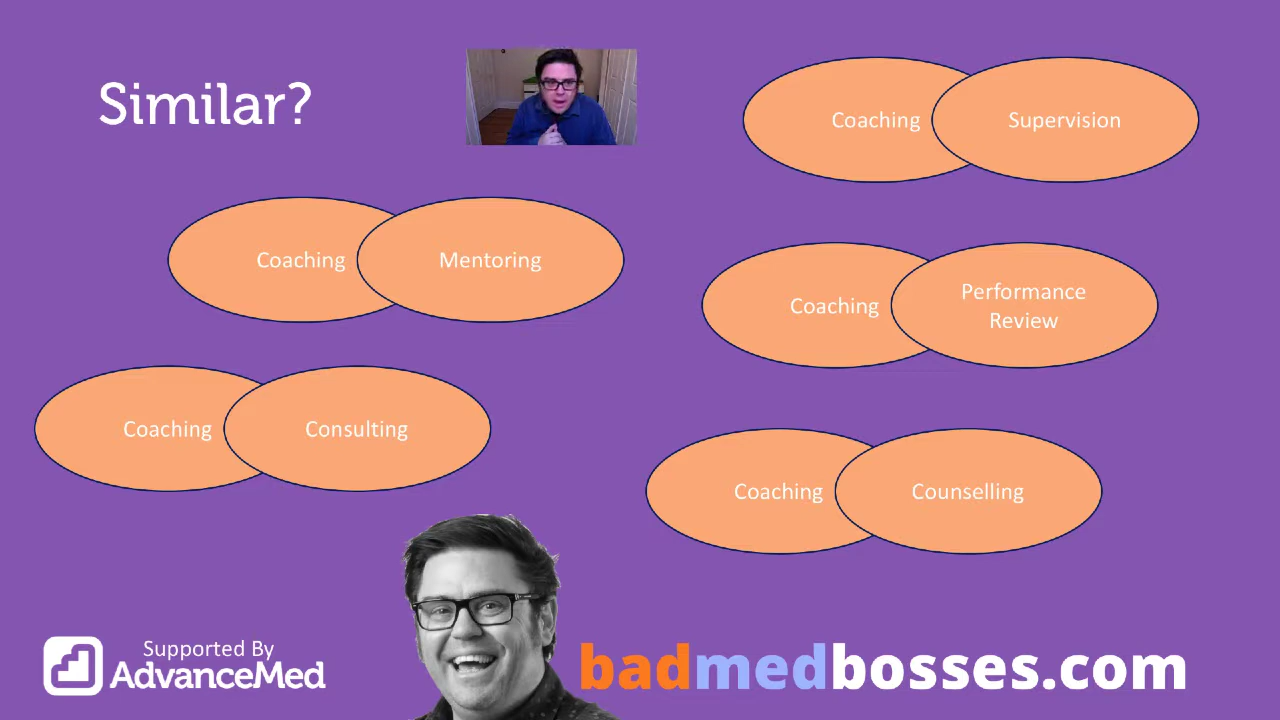 Similar?
Coaching
Supervision
Coaching
Mentoring
Coaching
Performance
Review
Coaching
Consulting
Coaching
Counselling
Supported By
AdvanceMed
badmedbosses.com